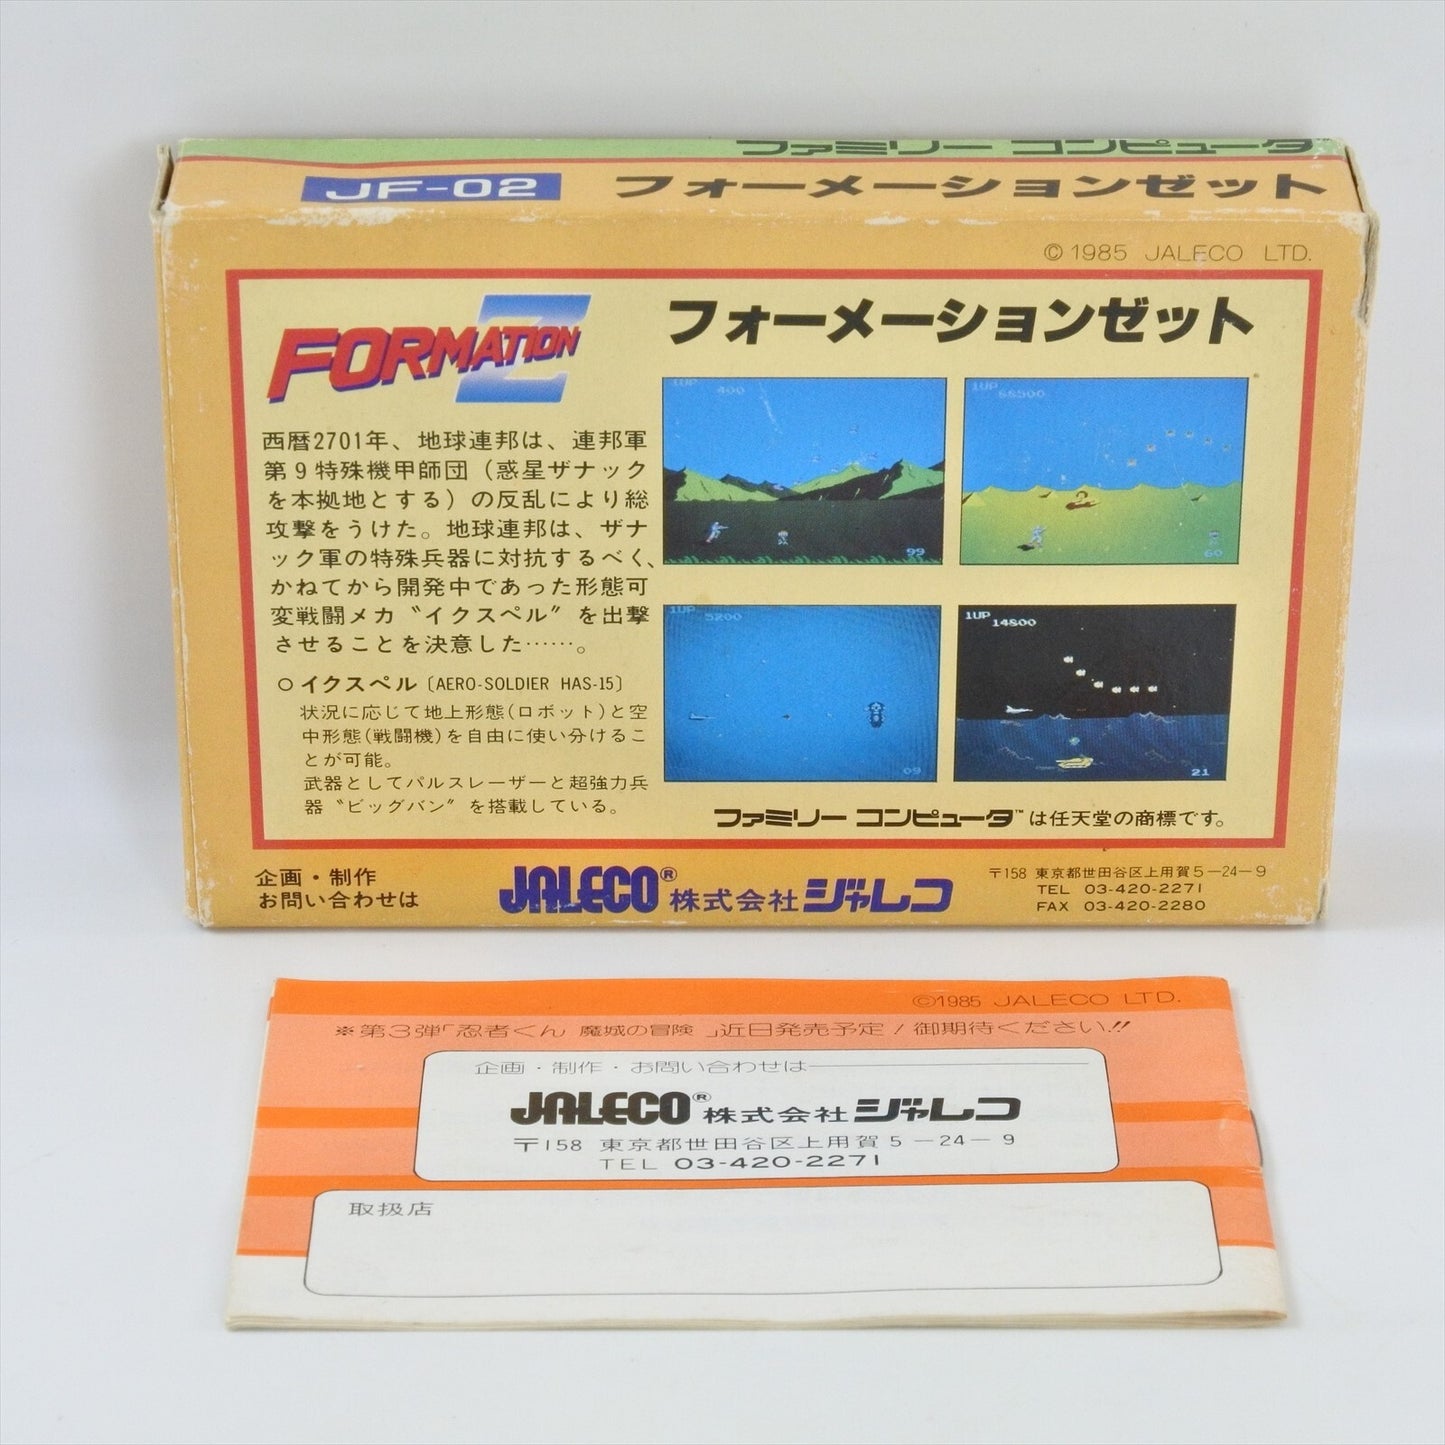 ファミリー コンピュータ™
JF-02 フォーメーションゼット
©1985 JALECO LTD.
FORMATION Z
フォーメーションゼット
西暦2701年、地球連邦は、連邦軍
第9特殊機甲師団（惑星ザナック
を本拠地とする）の反乱により総
攻撃をうけた。地球連邦は、ザナ
ック軍の特殊兵器に対抗するべく、
かねてから開発中であった形態可
変戦闘メカ〝イクスペル〞を出撃
させることを決意した……。
○イクスペル〔AERO-SOLDIER HAS-15〕
状況に応じて地上形態(ロボット)と空
中形態(戦闘機)を自由に使い分けるこ
とが可能。
武器としてパルスレーザーと超強力兵
器〝ビッグバン〞を搭載している。
1UP
400
99
1UP
68500
60
1UP
5200
09
1UP
14800
21
ファミリー コンピュータ™は任天堂の商標です。
企画・制作
お問い合わせは
JALECO® 株式会社ジャレコ
〒158 東京都世田谷区上用賀5－24－9
TEL 03-420-2271
FAX 03-420-2280
©1985 JALECO LTD.
※第3弾「忍者くん 魔城の冒険」近日発売予定/御期待ください!!
企画・制作・お問い合わせは
JALECO® 株式会社ジャレコ
〒158 東京都世田谷区上用賀5－24－9
TEL 03-420-2271
取扱店